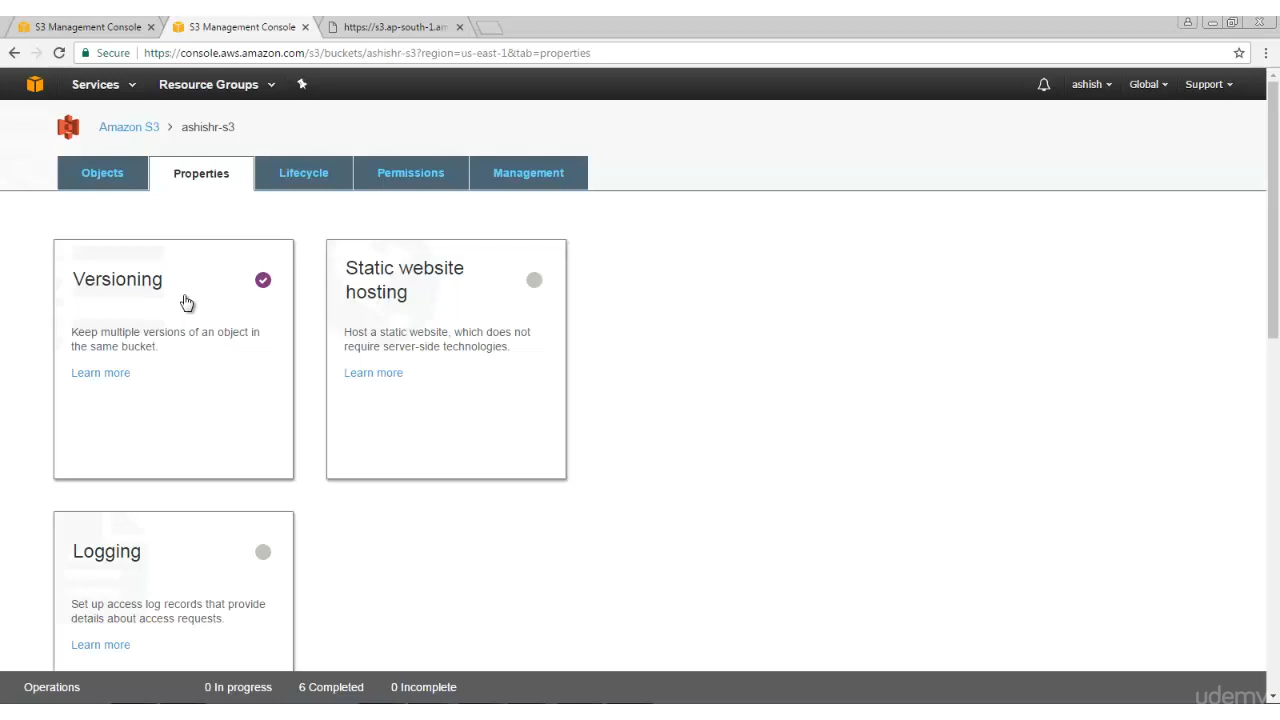 S3 Management Console
S3 Management Console
https://s3.ap-south-1.am
Secure
https://console.aws.amazon.com/s3/buckets/ashishr-s3?region=us-east-1&tab=properties
Services
Resource Groups
ashish
Global
Support
Amazon S3 > ashishr-s3
Objects
Properties
Lifecycle
Permissions
Management
Versioning
Keep multiple versions of an object in
the same bucket.
Learn more
Static website
hosting
Host a static website, which does not
require server-side technologies.
Learn more
Logging
Set up access log records that provide
details about access requests.
Learn more
Operations
0 In progress
6 Completed
0 Incomplete
udemy